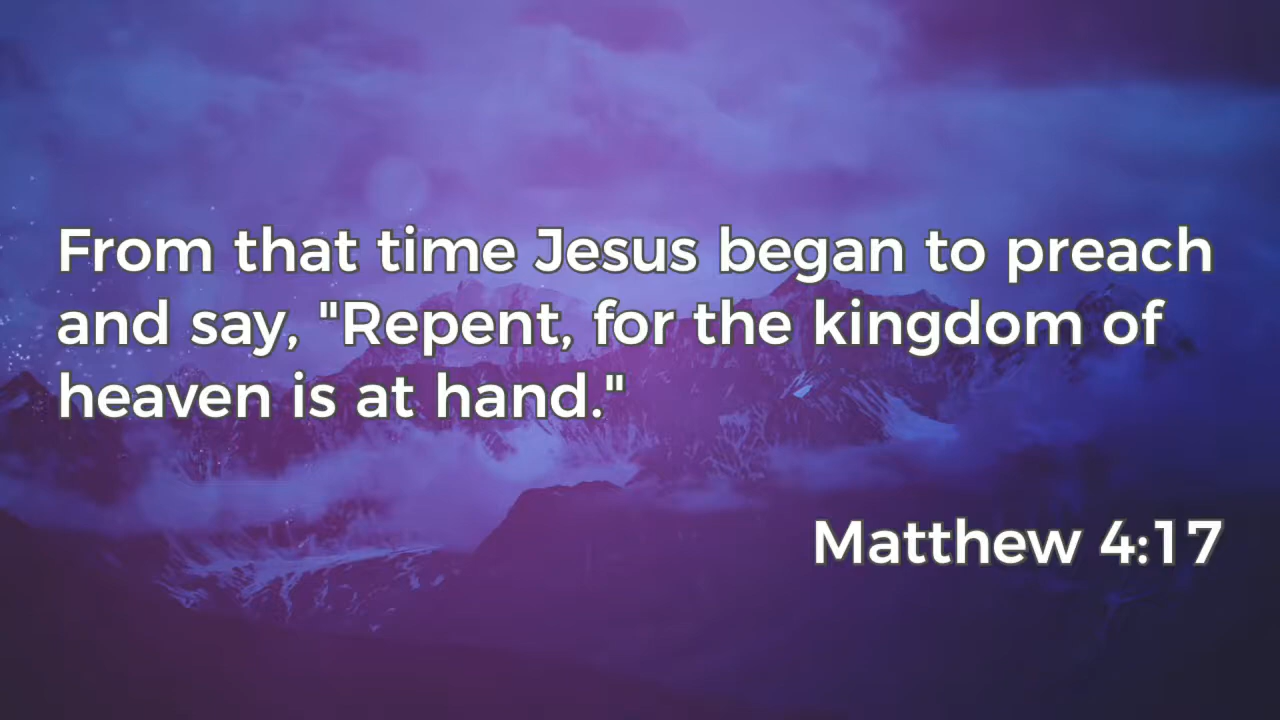 From that time Jesus began to preach
and say, "Repent, for the kingdom of
heaven is at hand."
Matthew 4:17